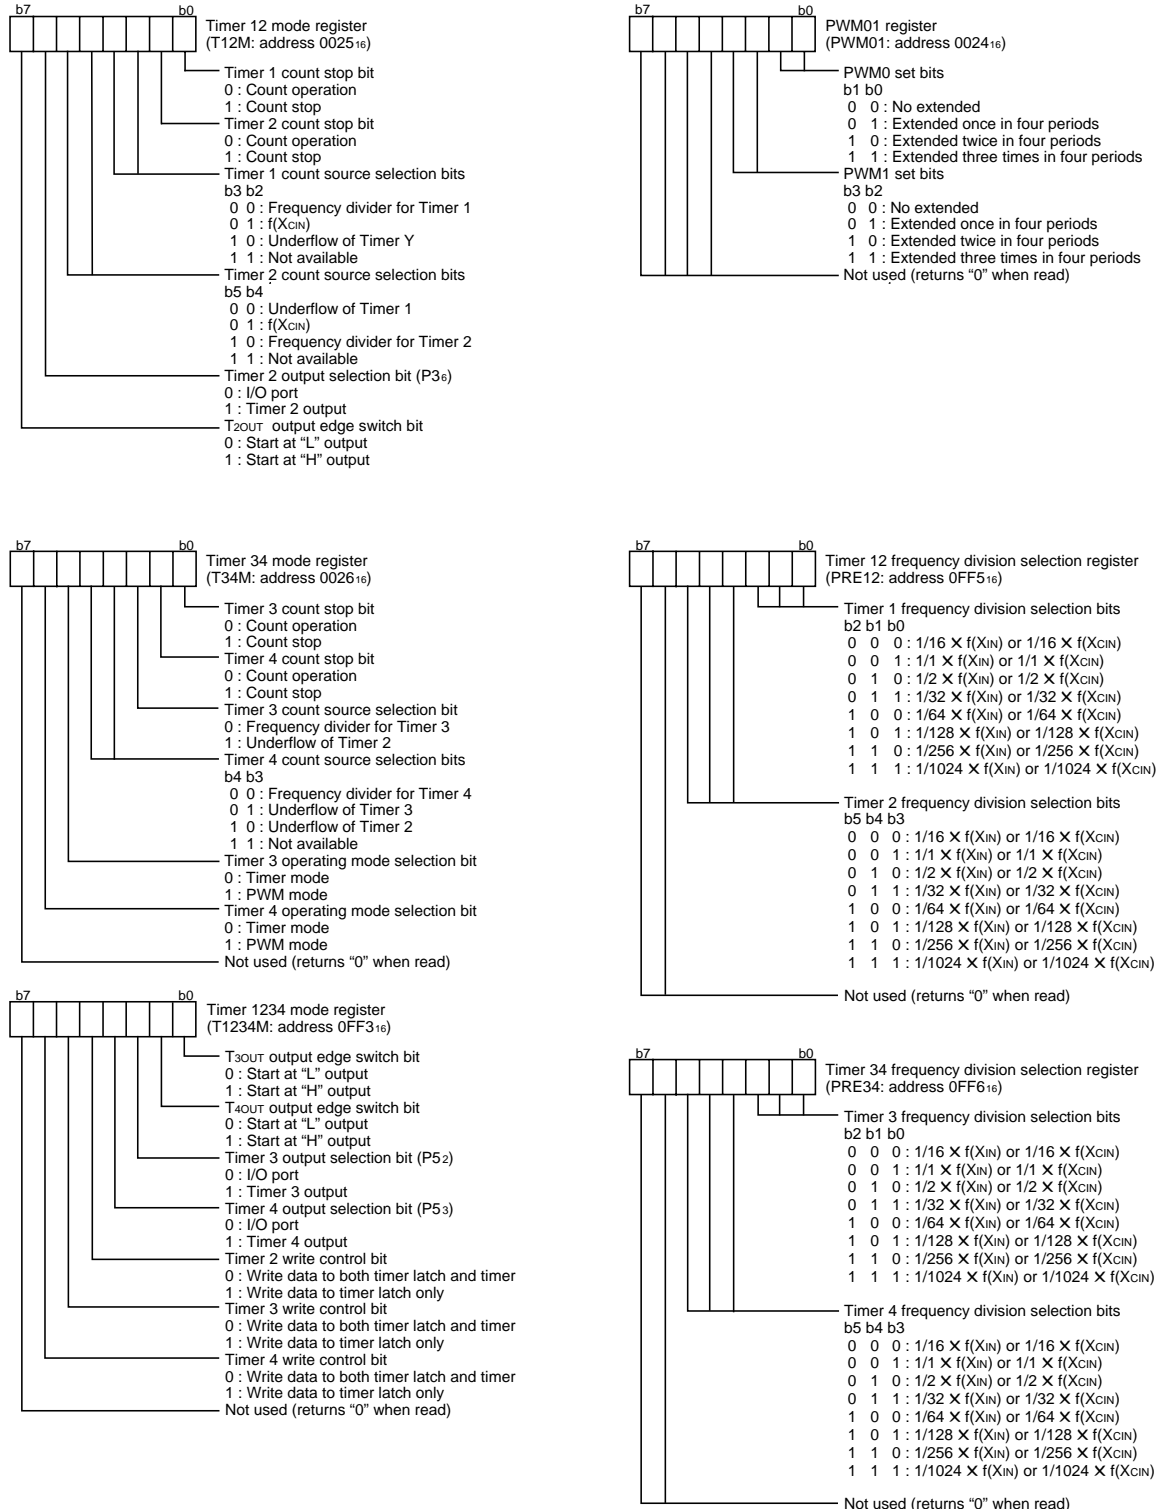 b7 b0
Timer 12 mode register
(T12M: address 002516)
Timer 1 count stop bit
0 : Count operation
1 : Count stop
Timer 2 count stop bit
0 : Count operation
1 : Count stop
Timer 1 count source selection bits
b3 b2
0 0 : Frequency divider for Timer 1
0 1 : f(XCIN)
1 0 : Underflow of Timer Y
1 1 : Not available
Timer 2 count source selection bits
b5 b4
0 0 : Underflow of Timer 1
0 1 : f(XCIN)
1 0 : Frequency divider for Timer 2
1 1 : Not available
Timer 2 output selection bit (P36)
0 : I/O port
1 : Timer 2 output
T2OUT output edge switch bit
0 : Start at “L” output
1 : Start at “H” output
b7 b0
PWM01 register
(PWM01: address 002416)
PWM0 set bits
b1 b0
0 0 : No extended
0 1 : Extended once in four periods
1 0 : Extended twice in four periods
1 1 : Extended three times in four periods
PWM1 set bits
b3 b2
0 0 : No extended
0 1 : Extended once in four periods
1 0 : Extended twice in four periods
1 1 : Extended three times in four periods
Not used (returns “0” when read)
b7 b0
Timer 34 mode register
(T34M: address 002616)
Timer 3 count stop bit
0 : Count operation
1 : Count stop
Timer 4 count stop bit
0 : Count operation
1 : Count stop
Timer 3 count source selection bit
0 : Frequency divider for Timer 3
1 : Underflow of Timer 2
Timer 4 count source selection bits
b4 b3
0 0 : Frequency divider for Timer 4
0 1 : Underflow of Timer 3
1 0 : Underflow of Timer 2
1 1 : Not available
Timer 3 operating mode selection bit
0 : Timer mode
1 : PWM mode
Timer 4 operating mode selection bit
0 : Timer mode
1 : PWM mode
Not used (returns “0” when read)
b7 b0
Timer 1234 mode register
(T1234M: address 0FF316)
T3OUT output edge switch bit
0 : Start at “L” output
1 : Start at “H” output
T4OUT output edge switch bit
0 : Start at “L” output
1 : Start at “H” output
Timer 3 output selection bit (P52)
0 : I/O port
1 : Timer 3 output
Timer 4 output selection bit (P53)
0 : I/O port
1 : Timer 4 output
Timer 2 write control bit
0 : Write data to both timer latch and timer
1 : Write data to timer latch only
Timer 3 write control bit
0 : Write data to both timer latch and timer
1 : Write data to timer latch only
Timer 4 write control bit
0 : Write data to both timer latch and timer
1 : Write data to timer latch only
Not used (returns “0” when read)
b7 b0
Timer 12 frequency division selection register
(PRE12: address 0FF516)
Timer 1 frequency division selection bits
b2 b1 b0
0 0 0 : 1/16 ✕ f(XIN) or 1/16 ✕ f(XCIN)
0 0 1 : 1/1 ✕ f(XIN) or 1/1 ✕ f(XCIN)
0 1 0 : 1/2 ✕ f(XIN) or 1/2 ✕ f(XCIN)
0 1 1 : 1/32 ✕ f(XIN) or 1/32 ✕ f(XCIN)
1 0 0 : 1/64 ✕ f(XIN) or 1/64 ✕ f(XCIN)
1 0 1 : 1/128 ✕ f(XIN) or 1/128 ✕ f(XCIN)
1 1 0 : 1/256 ✕ f(XIN) or 1/256 ✕ f(XCIN)
1 1 1 : 1/1024 ✕ f(XIN) or 1/1024 ✕ f(XCIN)
Timer 2 frequency division selection bits
b5 b4 b3
0 0 0 : 1/16 ✕ f(XIN) or 1/16 ✕ f(XCIN)
0 0 1 : 1/1 ✕ f(XIN) or 1/1 ✕ f(XCIN)
0 1 0 : 1/2 ✕ f(XIN) or 1/2 ✕ f(XCIN)
0 1 1 : 1/32 ✕ f(XIN) or 1/32 ✕ f(XCIN)
1 0 0 : 1/64 ✕ f(XIN) or 1/64 ✕ f(XCIN)
1 0 1 : 1/128 ✕ f(XIN) or 1/128 ✕ f(XCIN)
1 1 0 : 1/256 ✕ f(XIN) or 1/256 ✕ f(XCIN)
1 1 1 : 1/1024 ✕ f(XIN) or 1/1024 ✕ f(XCIN)
Not used (returns “0” when read)
b7 b0
Timer 34 frequency division selection register
(PRE34: address 0FF616)
Timer 3 frequency division selection bits
b2 b1 b0
0 0 0 : 1/16 ✕ f(XIN) or 1/16 ✕ f(XCIN)
0 0 1 : 1/1 ✕ f(XIN) or 1/1 ✕ f(XCIN)
0 1 0 : 1/2 ✕ f(XIN) or 1/2 ✕ f(XCIN)
0 1 1 : 1/32 ✕ f(XIN) or 1/32 ✕ f(XCIN)
1 0 0 : 1/64 ✕ f(XIN) or 1/64 ✕ f(XCIN)
1 0 1 : 1/128 ✕ f(XIN) or 1/128 ✕ f(XCIN)
1 1 0 : 1/256 ✕ f(XIN) or 1/256 ✕ f(XCIN)
1 1 1 : 1/1024 ✕ f(XIN) or 1/1024 ✕ f(XCIN)
Timer 4 frequency division selection bits
b5 b4 b3
0 0 0 : 1/16 ✕ f(XIN) or 1/16 ✕ f(XCIN)
0 0 1 : 1/1 ✕ f(XIN) or 1/1 ✕ f(XCIN)
0 1 0 : 1/2 ✕ f(XIN) or 1/2 ✕ f(XCIN)
0 1 1 : 1/32 ✕ f(XIN) or 1/32 ✕ f(XCIN)
1 0 0 : 1/64 ✕ f(XIN) or 1/64 ✕ f(XCIN)
1 0 1 : 1/128 ✕ f(XIN) or 1/128 ✕ f(XCIN)
1 1 0 : 1/256 ✕ f(XIN) or 1/256 ✕ f(XCIN)
1 1 1 : 1/1024 ✕ f(XIN) or 1/1024 ✕ f(XCIN)
Not used (returns “0” when read)